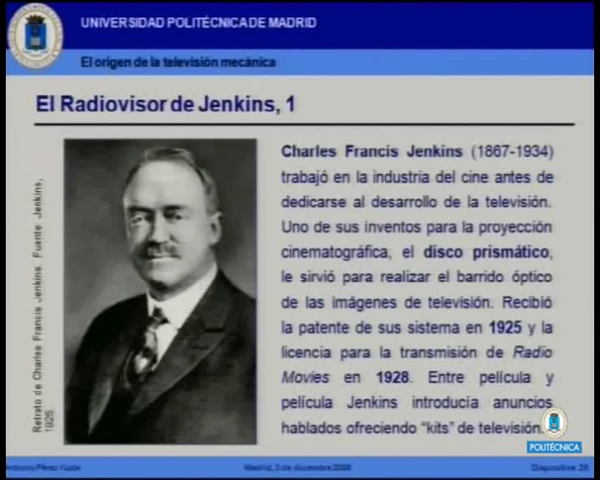 UNIVERSIDAD POLITÉCNICA DE MADRID
El origen de la televisión mecánica
El Radiovisor de Jenkins, 1
Charles Francis Jenkins (1867-1934)
trabajó en la industria del cine antes de
dedicarse al desarrollo de la televisión.
Uno de sus inventos para la proyección
cinematográfica, el disco prismático,
le sirvió para realizar el barrido óptico
de las imágenes de televisión. Recibió
la patente de sus sistema en 1925 y la
licencia para la transmisión de Radio
Movies en 1928. Entre película y
película Jenkins introducía anuncios
hablados ofreciendo “kits” de televisión.
Retrato de Charles Francis Jenkins. Fuente Jenkins,
1925.
POLITÉCNICA
Antonio Pérez Yuste
Madrid, 3 de diciembre 2008
Diapositiva 25